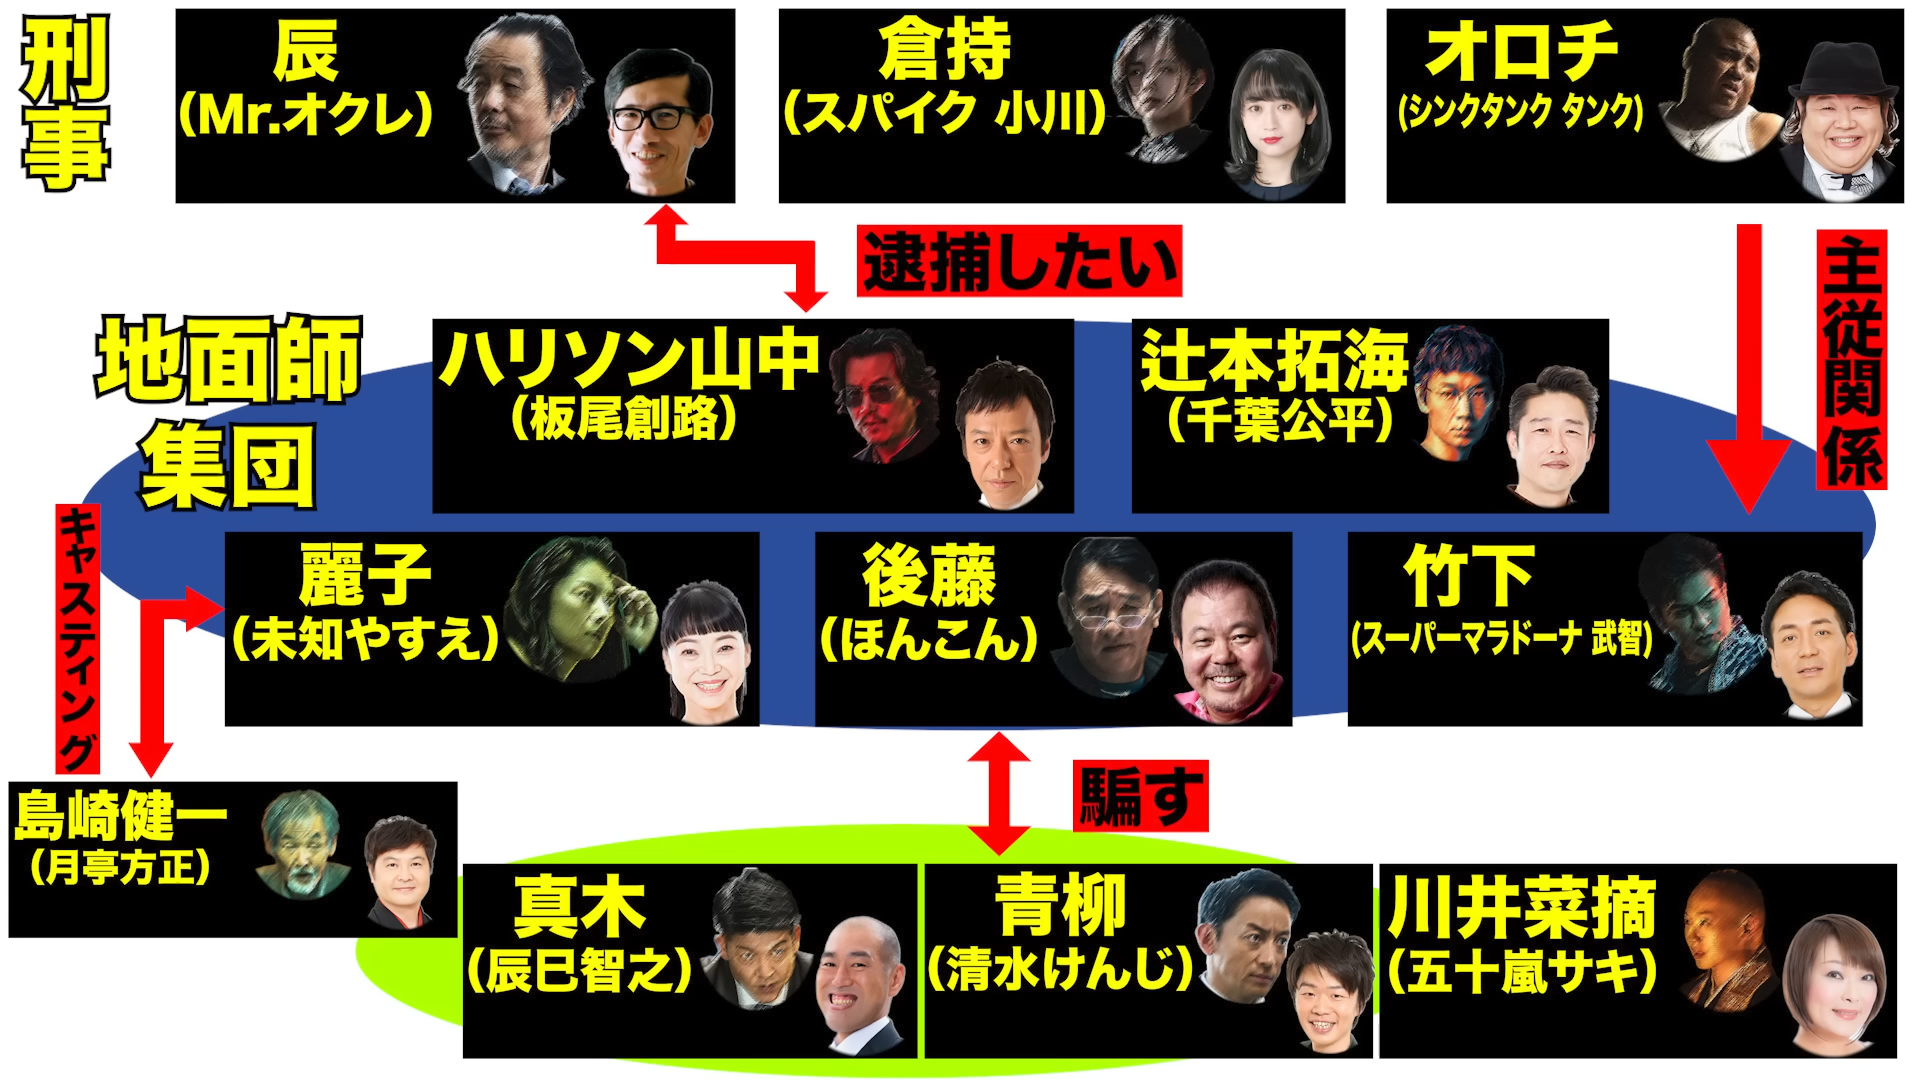 刑事
辰
（Mr.オクレ）
倉持
（スパイク 小川）
オロチ
（シンクタンク タンク）
逮捕したい
主従関係
地面師
集団
ハリソン山中
（板尾創路）
辻本拓海
（千葉公平）
キャスティング
麗子
（未知やすえ）
後藤
（ほんこん）
竹下
（スーパーマラドーナ 武智）
騙す
島崎健一
（月亭方正）
真木
（辰巳智之）
青柳
（清水けんじ）
川井菜摘
（五十嵐サキ）